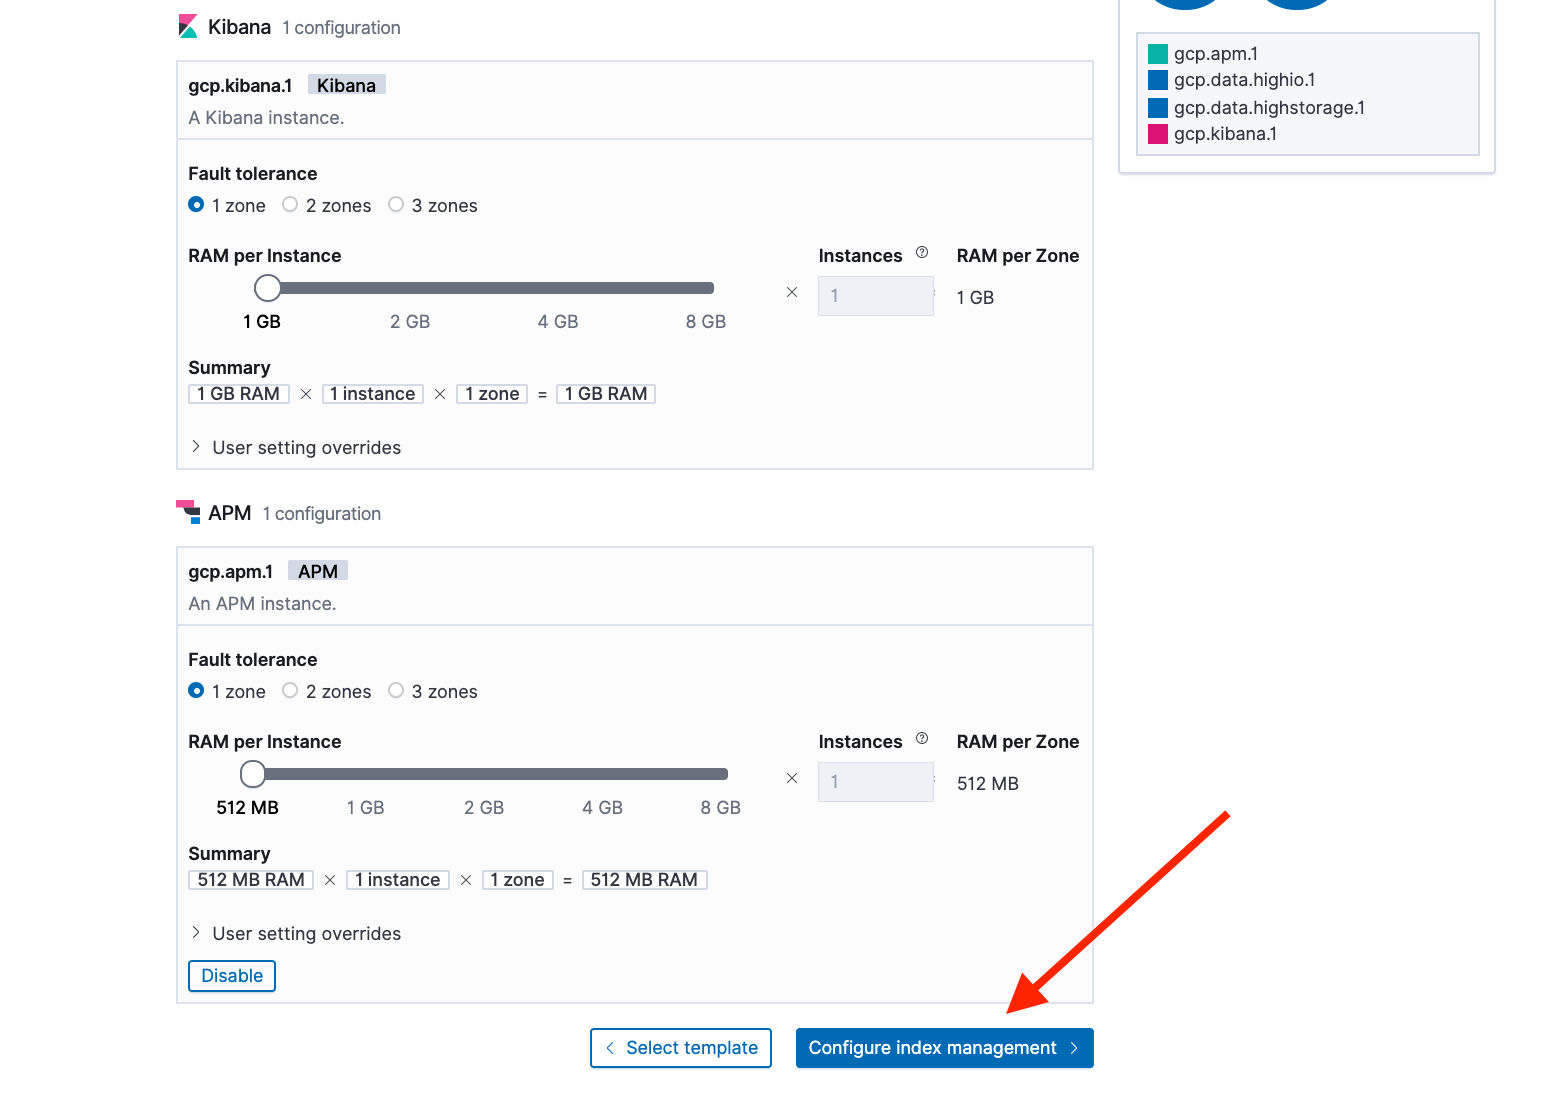 Kibana 1 configuration
gcp.kibana.1 Kibana
A Kibana instance.
Fault tolerance
1 zone 2 zones 3 zones
RAM per Instance Instances RAM per Zone
× 1 1 GB
1 GB 2 GB 4 GB 8 GB
Summary
1 GB RAM × 1 instance × 1 zone = 1 GB RAM
> User setting overrides
APM 1 configuration
gcp.apm.1 APM
An APM instance.
Fault tolerance
1 zone 2 zones 3 zones
RAM per Instance Instances RAM per Zone
× 1 512 MB
512 MB 1 GB 2 GB 4 GB 8 GB
Summary
512 MB RAM × 1 instance × 1 zone = 512 MB RAM
> User setting overrides
Disable
< Select template Configure index management >
gcp.apm.1
gcp.data.highio.1
gcp.data.highstorage.1
gcp.kibana.1